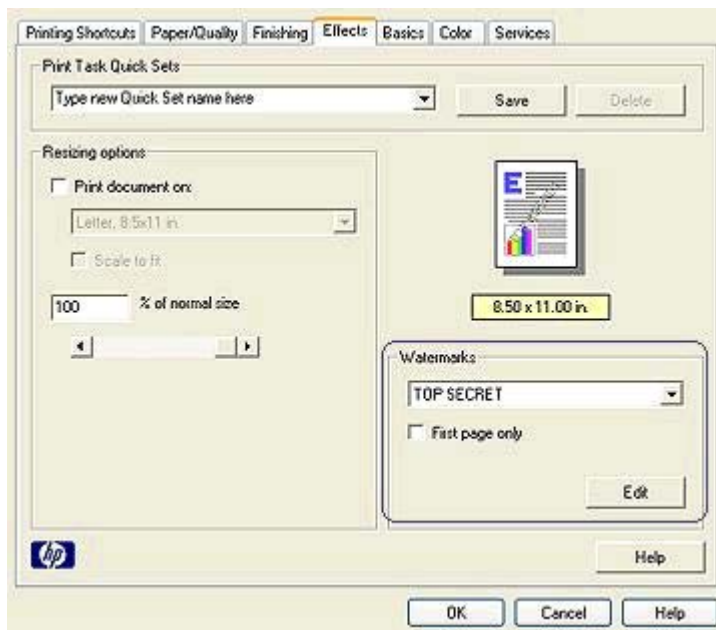 Printing Shortcuts Paper/Quality Finishing Effects Basics Color Services
Print Task Quick Sets
Type new Quick Set name here Save Delete
Resizing options
Print document on:
Letter, 8.5x11 in.
Scale to fit
100 % of normal size
E
8.50 x 11.00 in.
Watermarks
TOP SECRET
First page only
Edit
hp
Help
OK Cancel Help